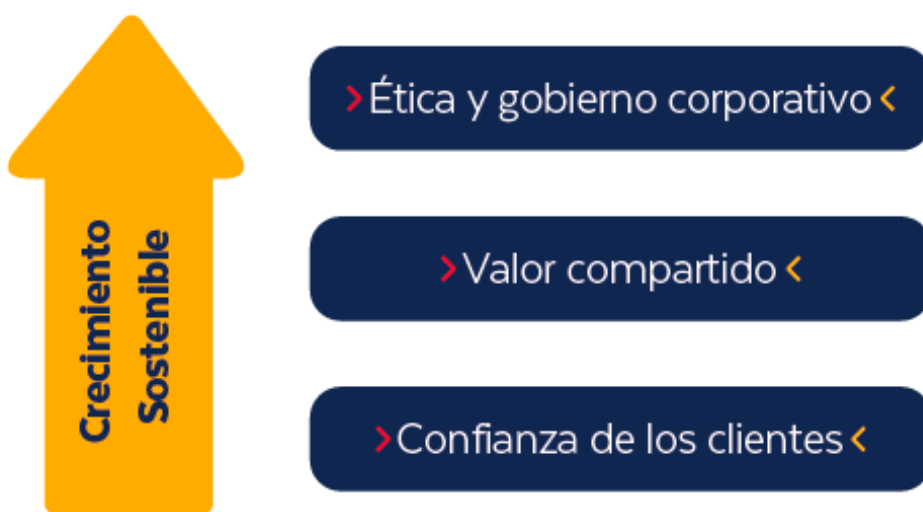 Crecimiento
Sostenible
›Ética y gobierno corporativo‹
›Valor compartido‹
›Confianza de los clientes‹